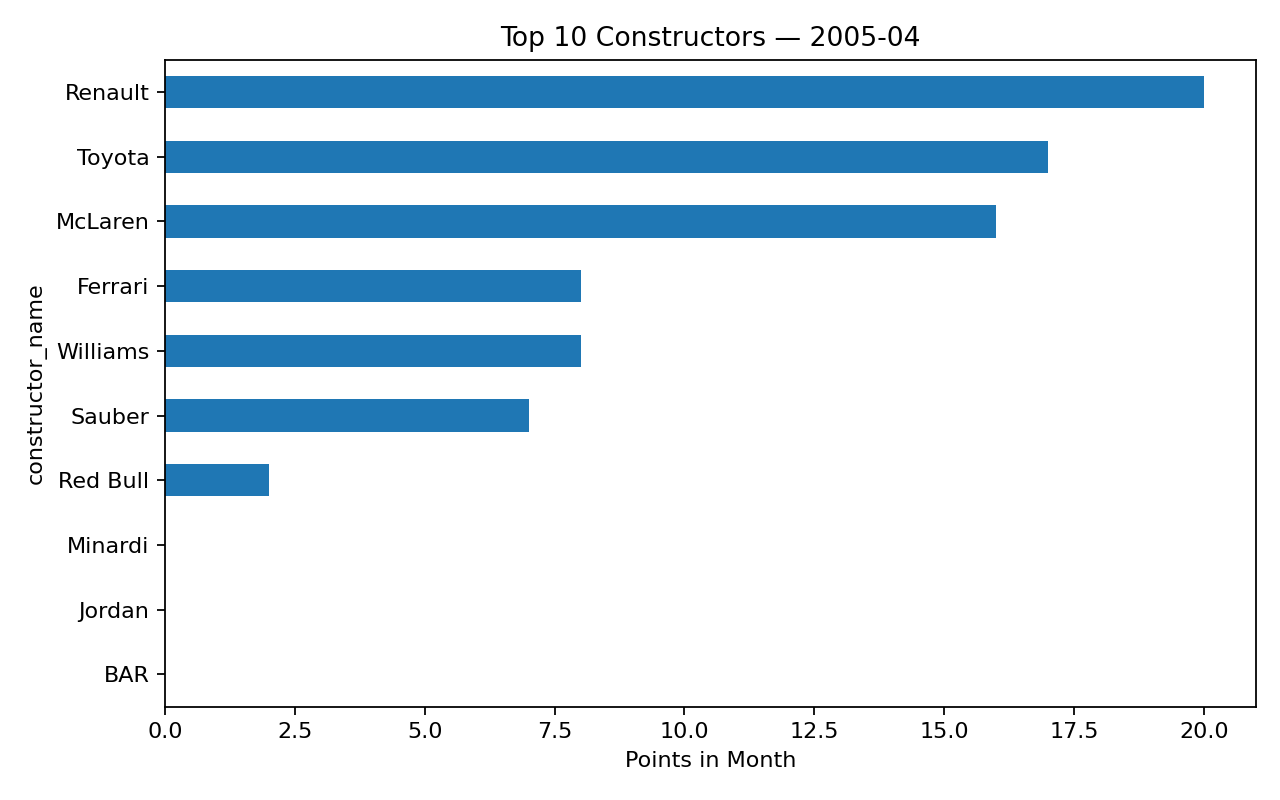 Top 10 Constructors — 2005-04
constructor_name
Renault
Toyota
McLaren
Ferrari
Williams
Sauber
Red Bull
Minardi
Jordan
BAR
0.0 2.5 5.0 7.5 10.0 12.5 15.0 17.5 20.0
Points in Month